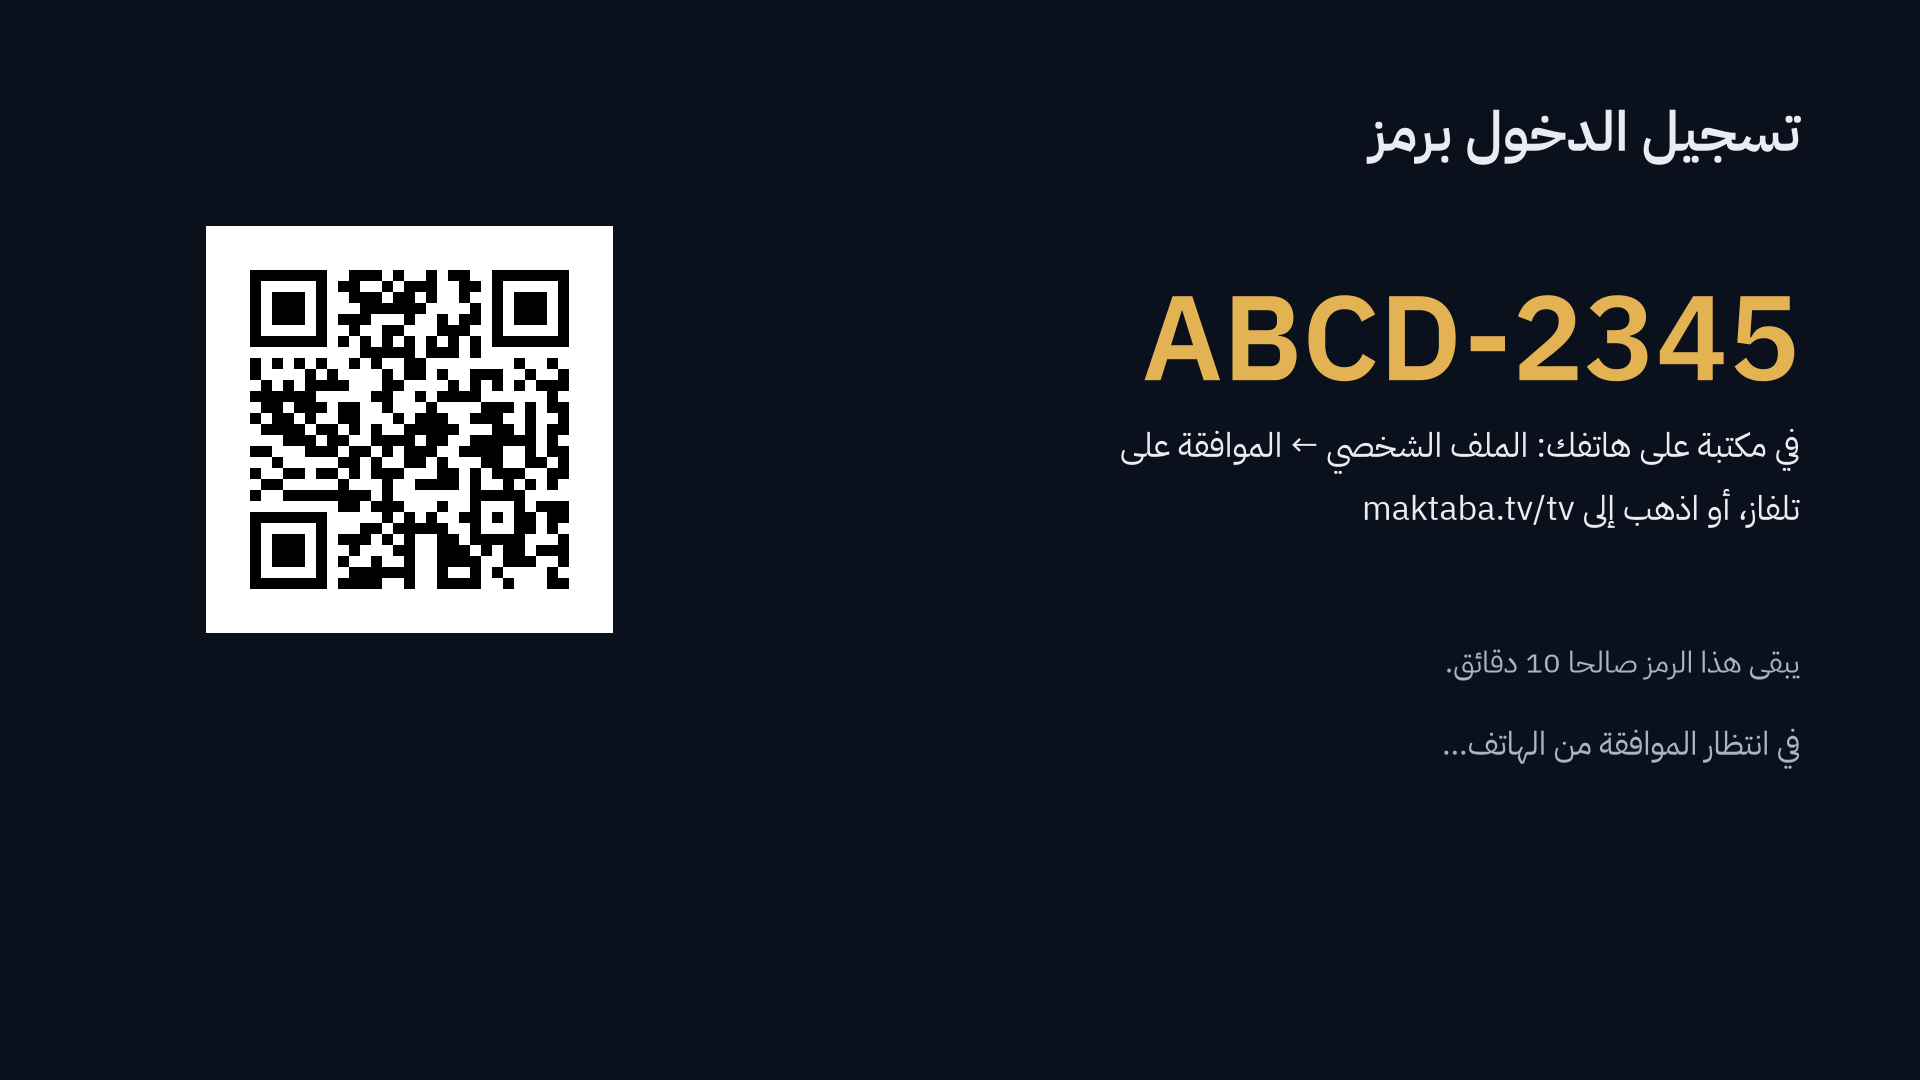 تسجيل الدخول برمز
ABCD-2345
في مكتبة على هاتفك: الملف الشخصي ← الموافقة على
تلفاز، أو اذهب إلى maktaba.tv/tv
يبقى هذا الرمز صالحا 10 دقائق.
في انتظار الموافقة من الهاتف...